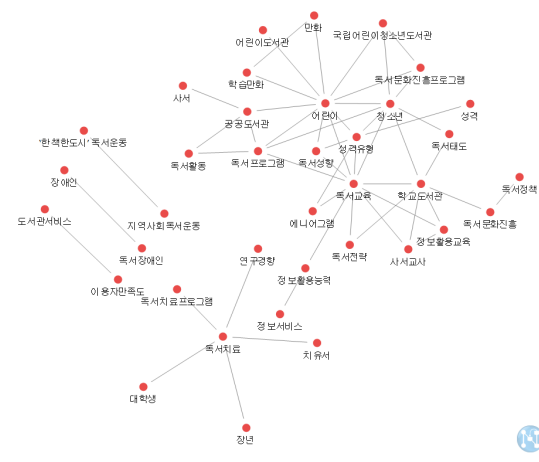 만화
어린이도서관
국립어린이청소년도서관
학습만화
독서문화진흥프로그램
사서
어린이
청소년
성격
공공도서관
"한책한도시" 독서운동
성격유형
독서태도
독서활동
독서프로그램
독서성향
장애인
독서교육
학교도서관
독서정책
도서관서비스
지역사회독서운동
에니어그램
독서문화진흥
정보활용교육
독서장애인
연구경향
독서전략
사서교사
이용자만족도
독서치료프로그램
정보활용능력
정보서비스
독서치료
치유서
대학생
장년